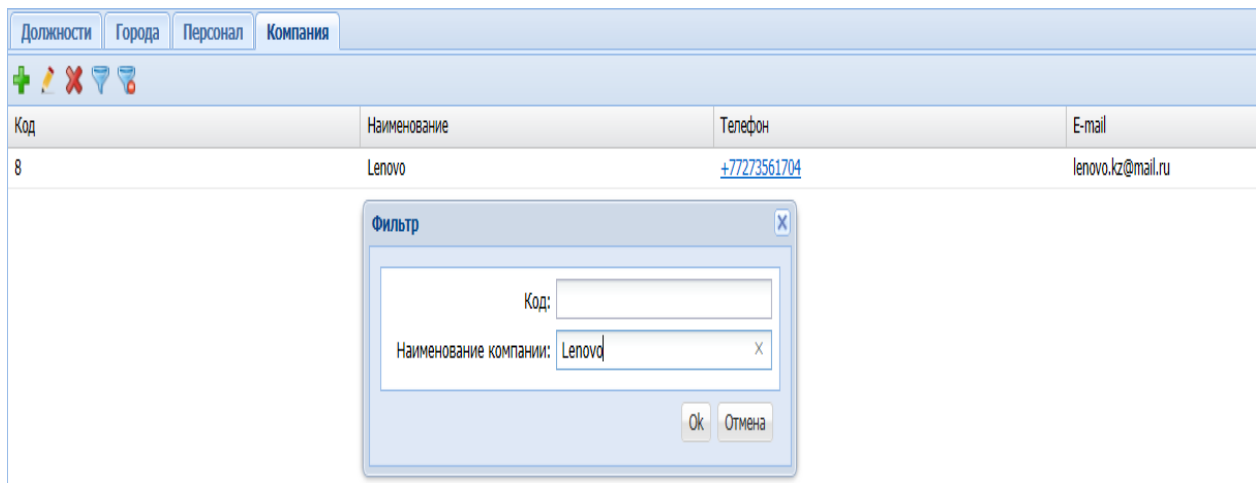 Должности Города Персонал Компания
Код Наименование Телефон E-mail
8 Lenovo +77273561704 lenovo.kz@mail.ru
Фильтр
Код:
Наименование компании: Lenovo
Ok Отмена